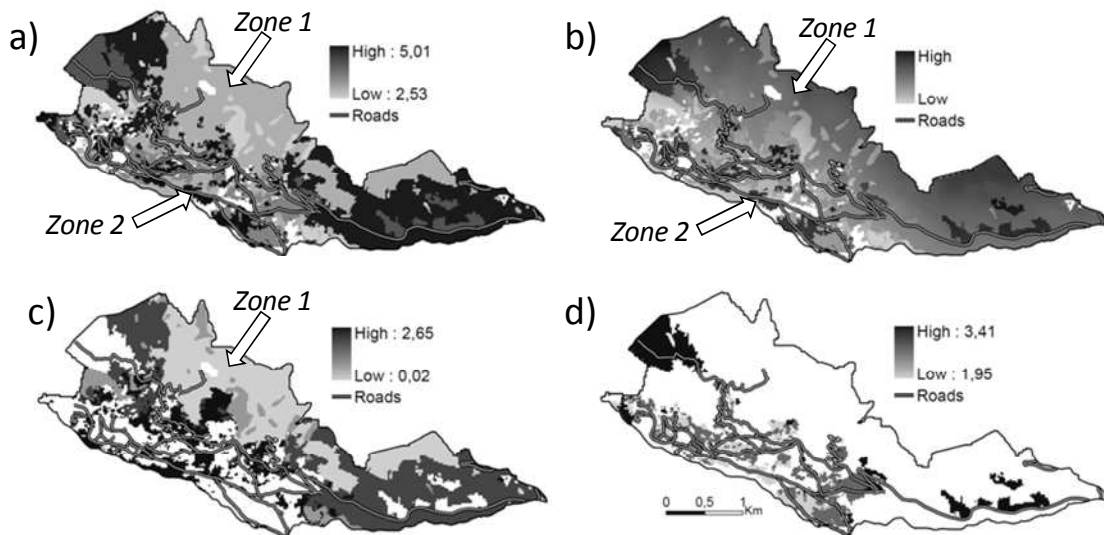 a)
Zone 1
High : 5,01
Low : 2,53
Roads
Zone 2
b)
Zone 1
High
Low
Roads
Zone 2
c)
Zone 1
High : 2,65
Low : 0,02
Roads
d)
High : 3,41
Low : 1,95
Roads
0 0,5 1
Km